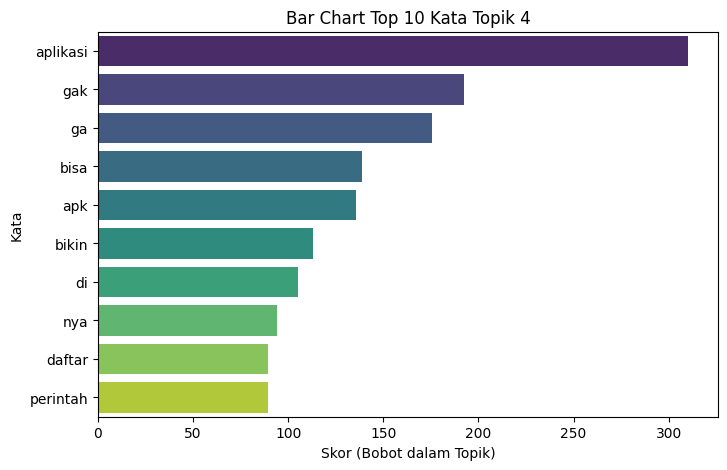 Bar Chart Top 10 Kata Topik 4
aplikasi
gak
ga
bisa
apk
bikin
di
nya
daftar
perintah
Kata
0 50 100 150 200 250 300
Skor (Bobot dalam Topik)